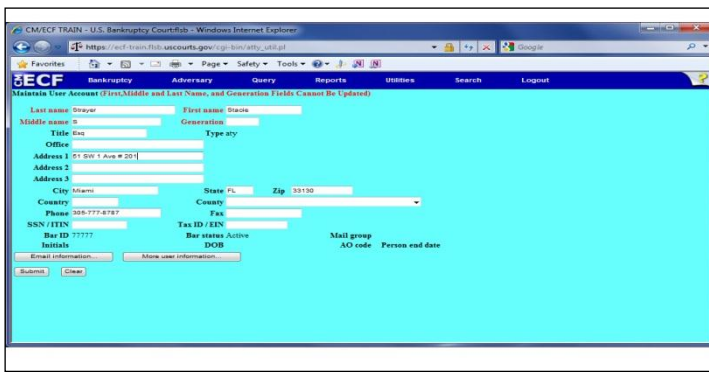 CM/ECF TRAIN - U.S. Bankruptcy Court:flsb - Windows Internet Explorer
https://ecf-train.flsb.uscourts.gov/cgi-bin/atty_util.pl Google
Favorites Page Safety Tools
ECF Bankruptcy Adversary Query Reports Utilities Search Logout ?
Maintain User Account (First,Middle and Last Name, and Generation Fields Cannot Be Updated)
Last name Strayer First name Stacie
Middle name S Generation
Title Esq Type aty
Office
Address 1 51 SW 1 Ave # 201
Address 2
Address 3
City Miami State FL Zip 33130
Country County
Phone 305-777-8787 Fax
SSN / ITIN Tax ID / EIN
Bar ID 77777 Bar status Active Mail group
Initials DOB AO code Person end date
Email information... More user information...
Submit Clear